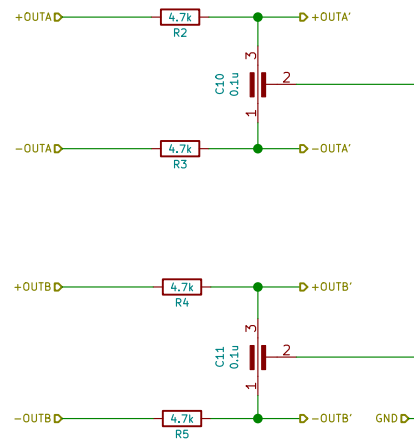 +OUTA 4.7k +OUTA'
R2
3
C10 0.1u 2
1
-OUTA 4.7k -OUTA'
R3
+OUTB 4.7k +OUTB'
R4
3
C11 0.1u 2
1
-OUTB 4.7k -OUTB' GND
R5